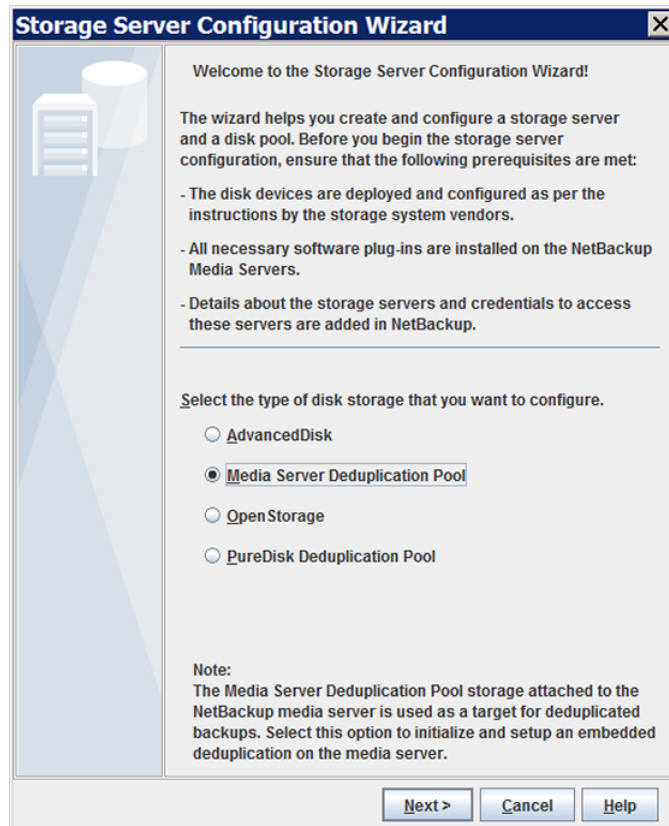 Storage Server Configuration Wizard
Welcome to the Storage Server Configuration Wizard!
The wizard helps you create and configure a storage server
and a disk pool. Before you begin the storage server
configuration, ensure that the following prerequisites are met:
- The disk devices are deployed and configured as per the
instructions by the storage system vendors.
- All necessary software plug-ins are installed on the NetBackup
Media Servers.
- Details about the storage servers and credentials to access
these servers are added in NetBackup.
Select the type of disk storage that you want to configure.
AdvancedDisk
Media Server Deduplication Pool
OpenStorage
PureDisk Deduplication Pool
Note:
The Media Server Deduplication Pool storage attached to the
NetBackup media server is used as a target for deduplicated
backups. Select this option to initialize and setup an embedded
deduplication on the media server.
Next >
Cancel
Help